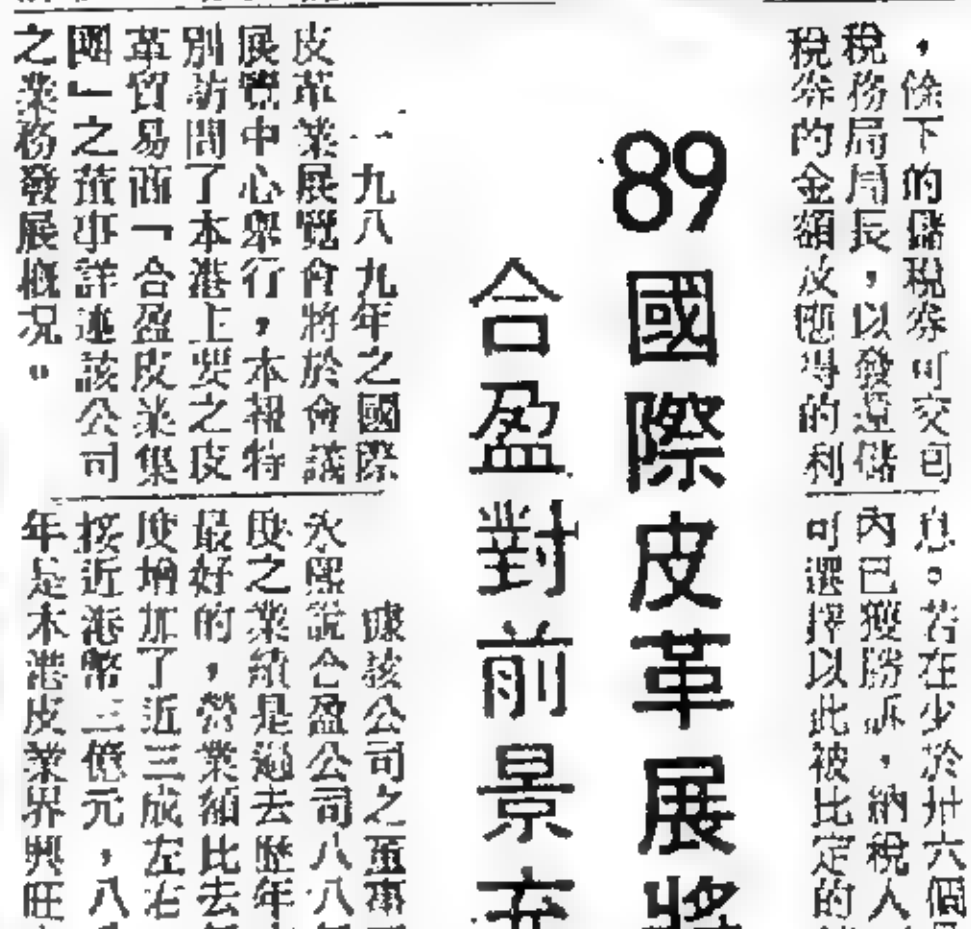 ，餘下的儲稅券可交回
稅務局局長，以發還儲
稅券的金額及應得的利
息。若在少於卅六個
內已獲勝訴，納稅人
可選擇以此被比定的
89國際皮革展將
合盈對前景充
一九八九年之國際
皮革業展覽會將於會議
展覽中心舉行，本報特
別訪問了本港主要之皮
革貿易商「合盈皮業集
團」之董事詳述該公司
之業務發展概況。
據該公司之董事
永熙說合盈公司八八
度之業績是過去歷年
最好的，營業額比去
度增加了近三成左右
接近港幣三億元，八
年是本港皮業界興旺